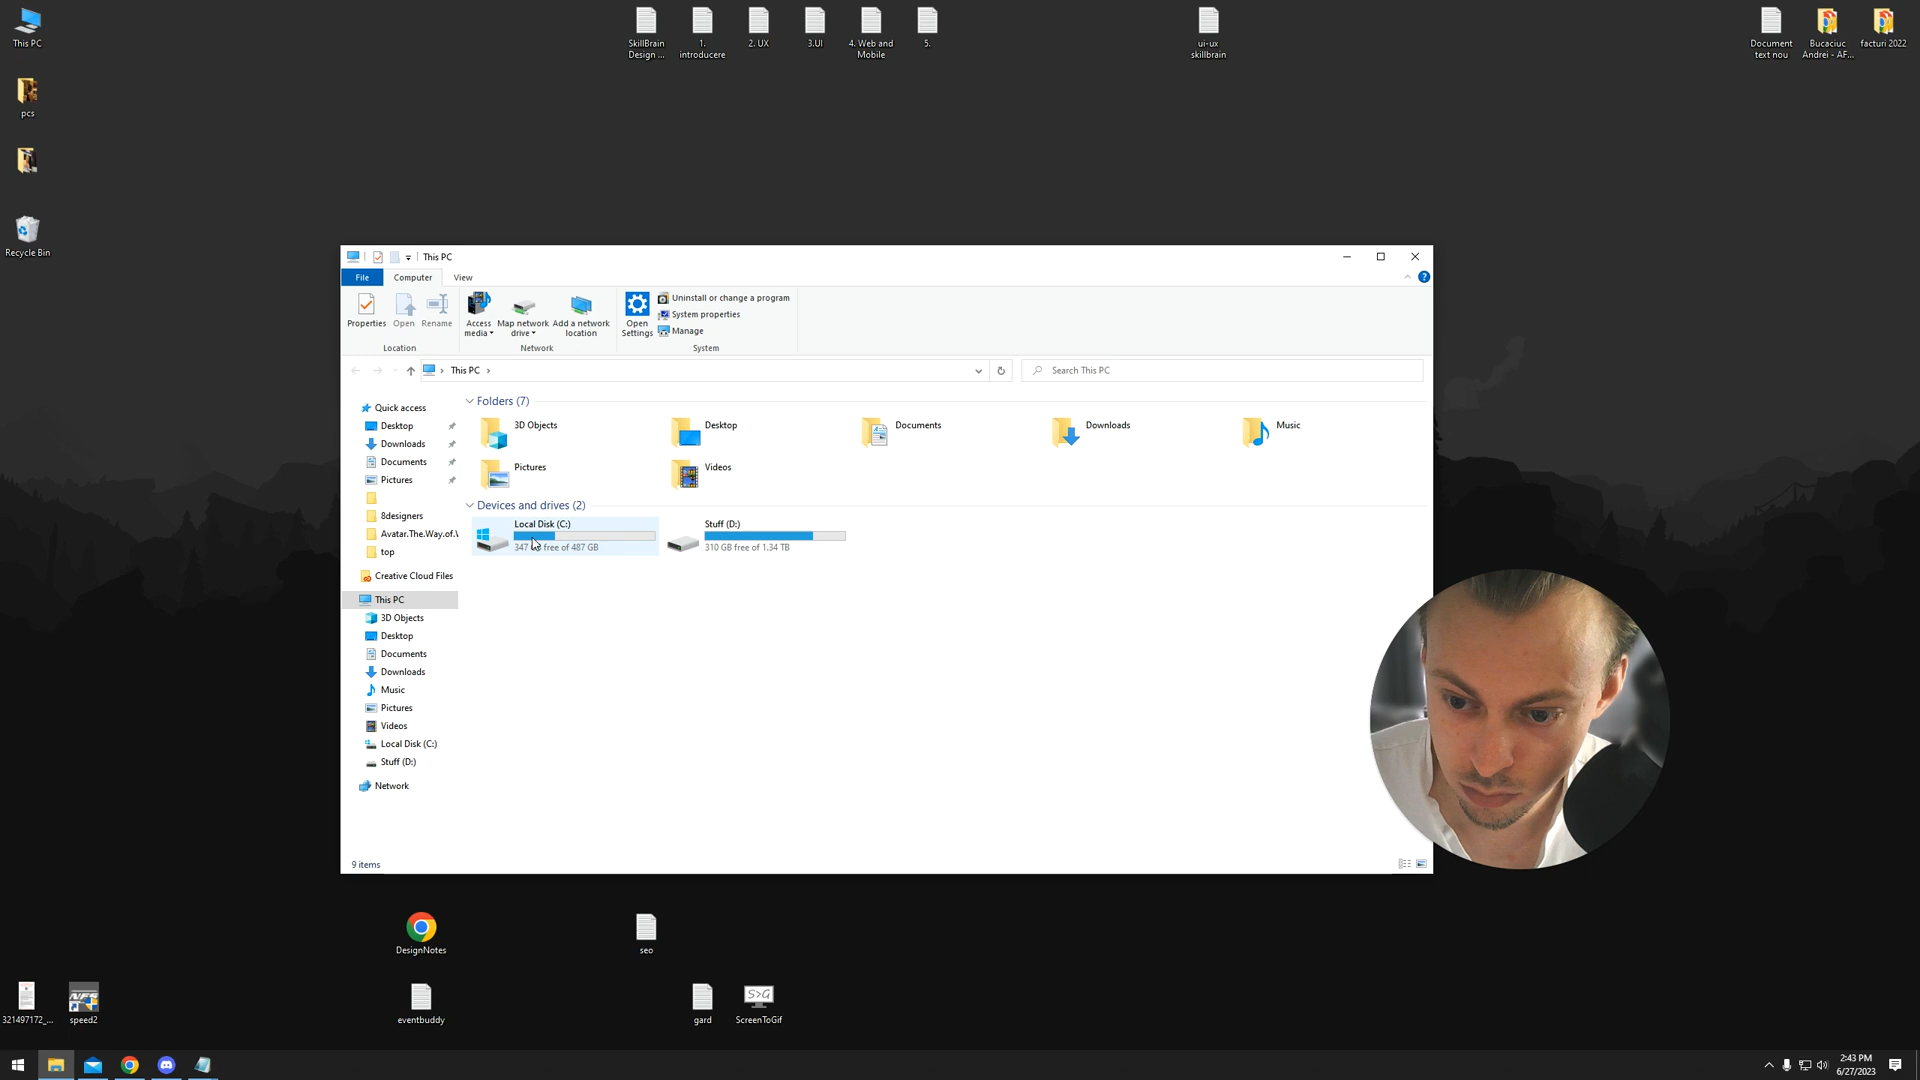 This PC
pcs
Recycle Bin
SkillBrain
Design ...
1.
introducere
2. UX
3.UI
4. Web and
Mobile
5.
ui-ux
skillbrain
Document
text nou
Bucaciuc
Andrei - AF...
facturi 2022
This PC
File
Computer
View
Properties
Open
Rename
Access
media
Map network
drive
Add a network
location
Open
Settings
Uninstall or change a program
System properties
Manage
Location
Network
System
This PC
Search This PC
Quick access
Desktop
Downloads
Documents
Pictures
8designers
Avatar.The.Way.of.
top
Creative Cloud Files
This PC
3D Objects
Desktop
Documents
Downloads
Music
Pictures
Videos
Local Disk (C:)
Stuff (D:)
Network
Folders (7)
3D Objects
Desktop
Documents
Downloads
Music
Pictures
Videos
Devices and drives (2)
Local Disk (C:)
347 free of 487 GB
Stuff (D:)
310 GB free of 1.34 TB
9 items
DesignNotes
seo
321497172_...
NFS
speed2
eventbuddy
gard
S>G
ScreenToGif
2:43 PM
6/27/2023